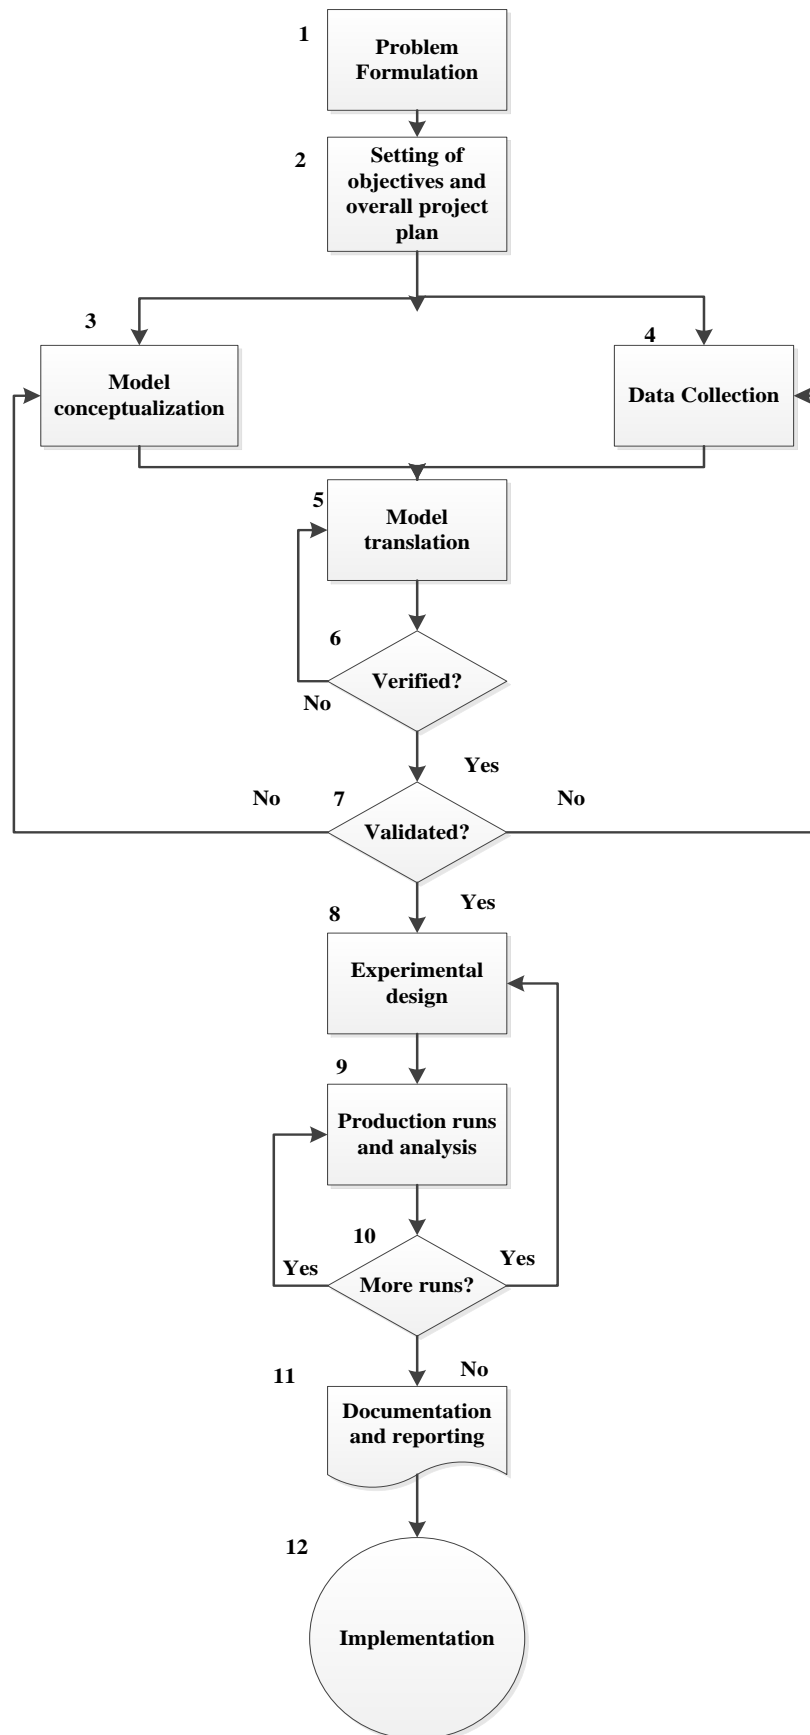 1
Problem
Formulation
2
Setting of
objectives and
overall project
plan
3
Model
conceptualization
4
Data Collection
5
Model
translation
6
Verified?
No
Yes
7
Validated?
No
No
Yes
8
Experimental
design
9
Production runs
and analysis
10
More runs?
Yes
Yes
No
11
Documentation
and reporting
12
Implementation